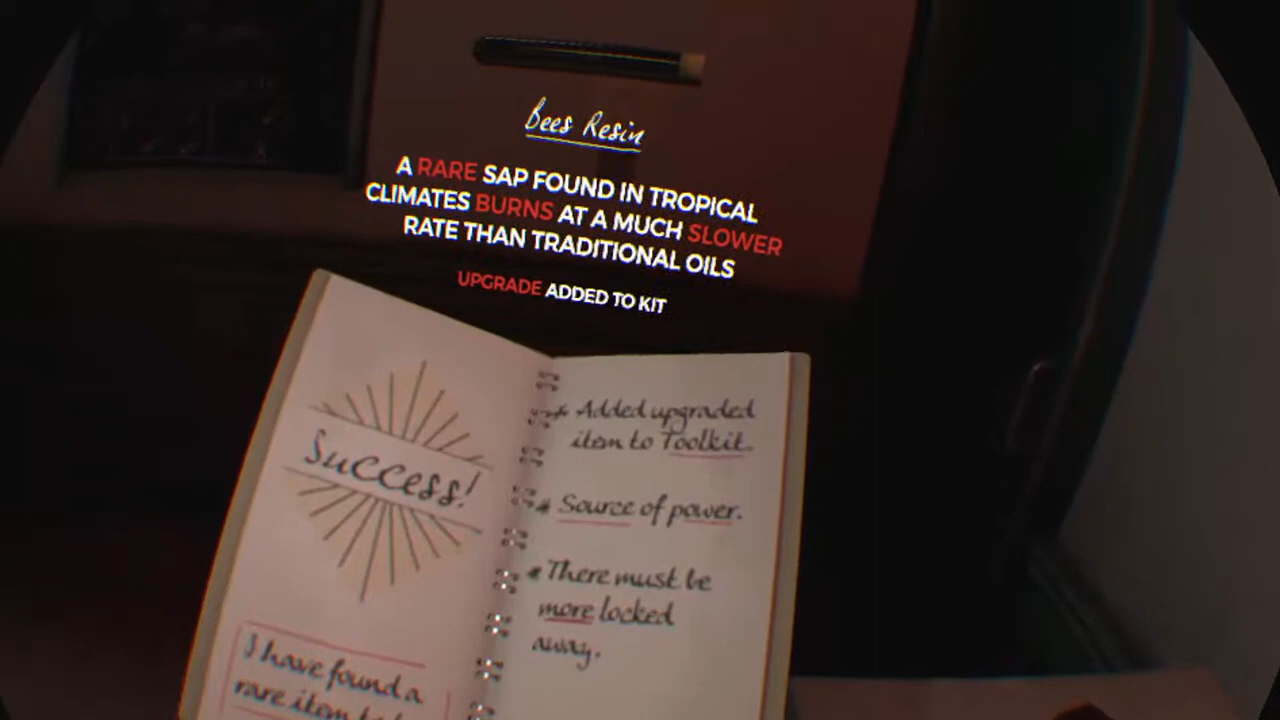 Bees Resin
A RARE SAP FOUND IN TROPICAL
CLIMATES BURNS AT A MUCH SLOWER
RATE THAN TRADITIONAL OILS
UPGRADE ADDED TO KIT
Success!
I have found a
rare item
* Added upgraded
item to Toolkit.
* Source of power.
* There must be
more locked
away.